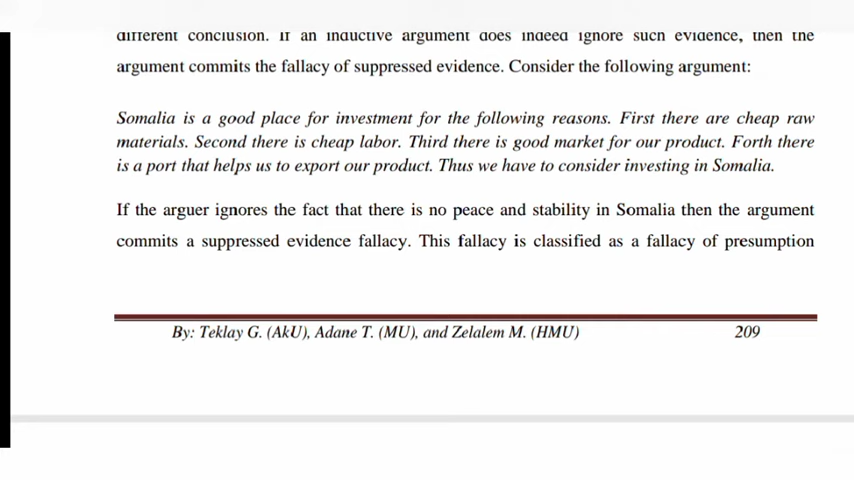 different conclusion. If an inductive argument does indeed ignore such evidence, then the
argument commits the fallacy of suppressed evidence. Consider the following argument:
Somalia is a good place for investment for the following reasons. First there are cheap raw
materials. Second there is cheap labor. Third there is good market for our product. Forth there
is a port that helps us to export our product. Thus we have to consider investing in Somalia.
If the arguer ignores the fact that there is no peace and stability in Somalia then the argument
commits a suppressed evidence fallacy. This fallacy is classified as a fallacy of presumption
By: Teklay G. (AkU), Adane T. (MU), and Zelalem M. (HMU) 209